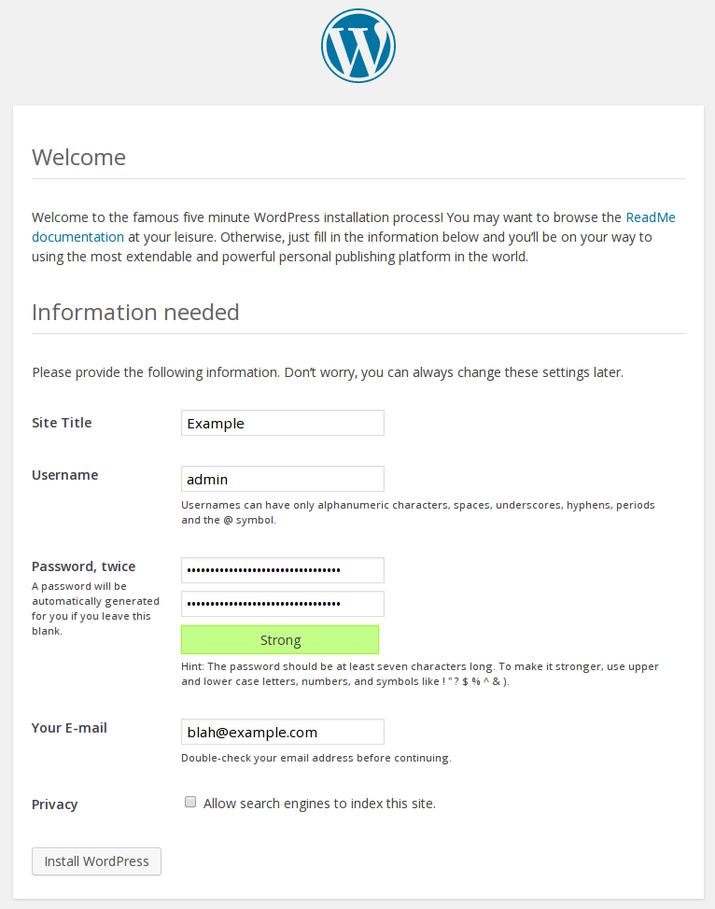 Welcome
Welcome to the famous five minute WordPress installation process! You may want to browse the ReadMe
documentation at your leisure. Otherwise, just fill in the information below and you'll be on your way to
using the most extendable and powerful personal publishing platform in the world.
Information needed
Please provide the following information. Don't worry, you can always change these settings later.
Site Title
Example
Username
admin
Usernames can have only alphanumeric characters, spaces, underscores, hyphens, periods
and the @ symbol.
Password, twice
A password will be
automatically generated
for you if you leave this
blank.
•••••••••••••••••••••••••••••••••
•••••••••••••••••••••••••••••••••
Strong
Hint: The password should be at least seven characters long. To make it stronger, use upper
and lower case letters, numbers, and symbols like ! " ? $ % ^ & ).
Your E-mail
blah@example.com
Double-check your email address before continuing.
Privacy
Allow search engines to index this site.
Install WordPress